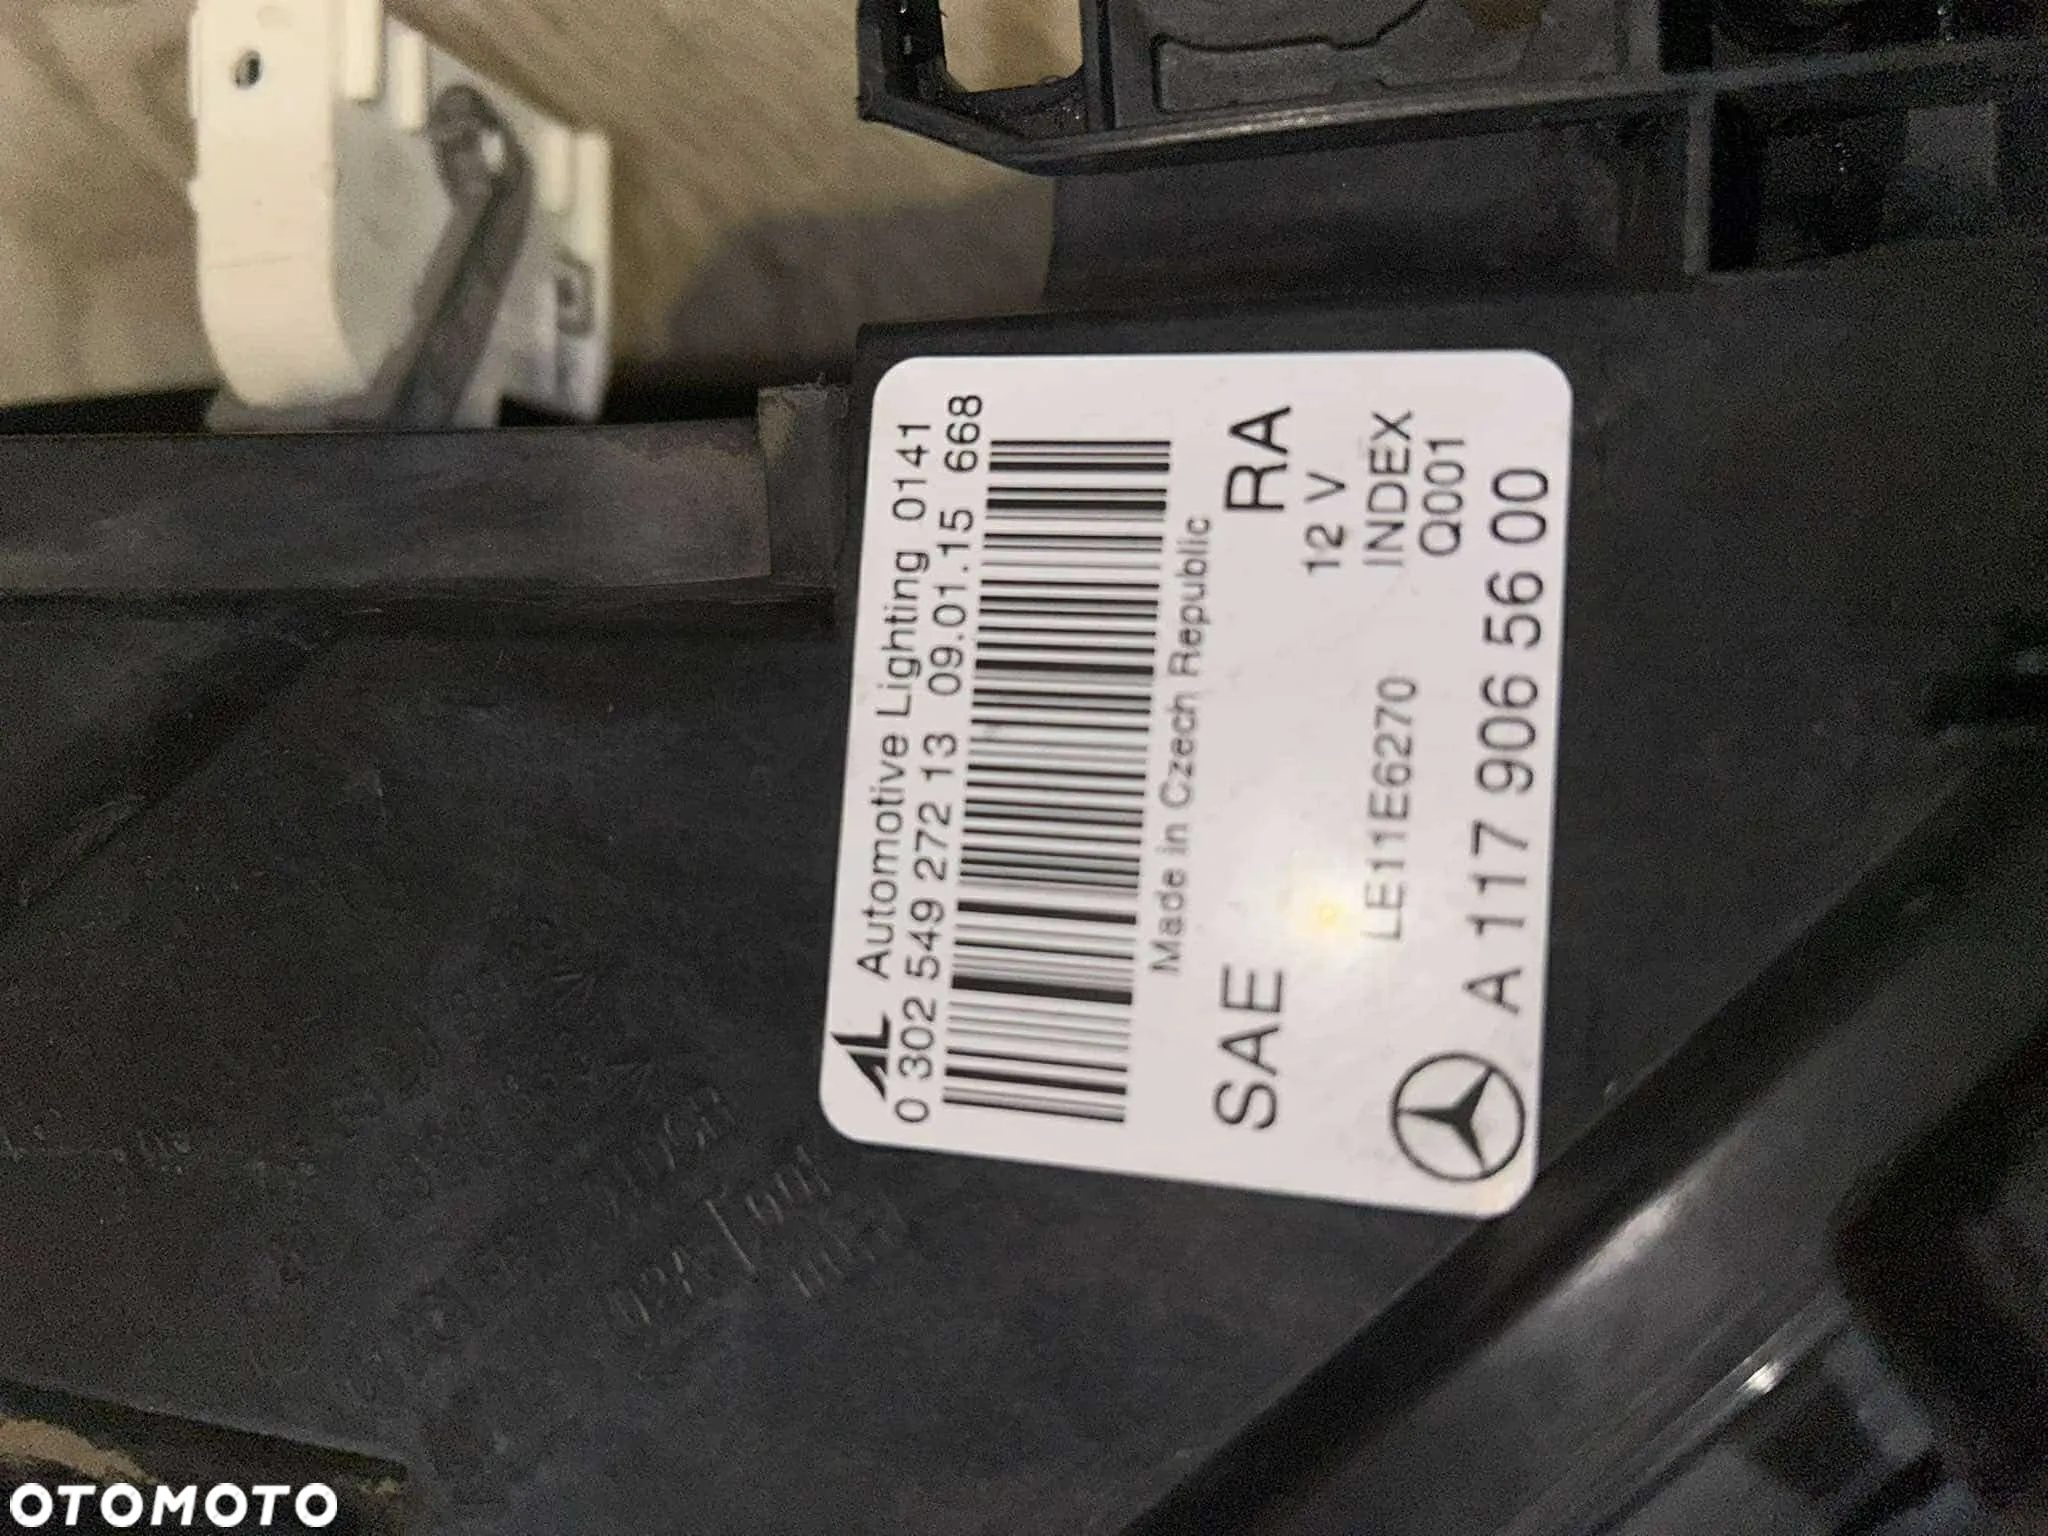 AL Automotive Lighting 0141
0 302 549 272 13 09.01.15 668
Made in Czech Republic
SAE RA
12 V
INDEX
Q001
LE11E6270
A 117 906 56 00
OTOMOTO